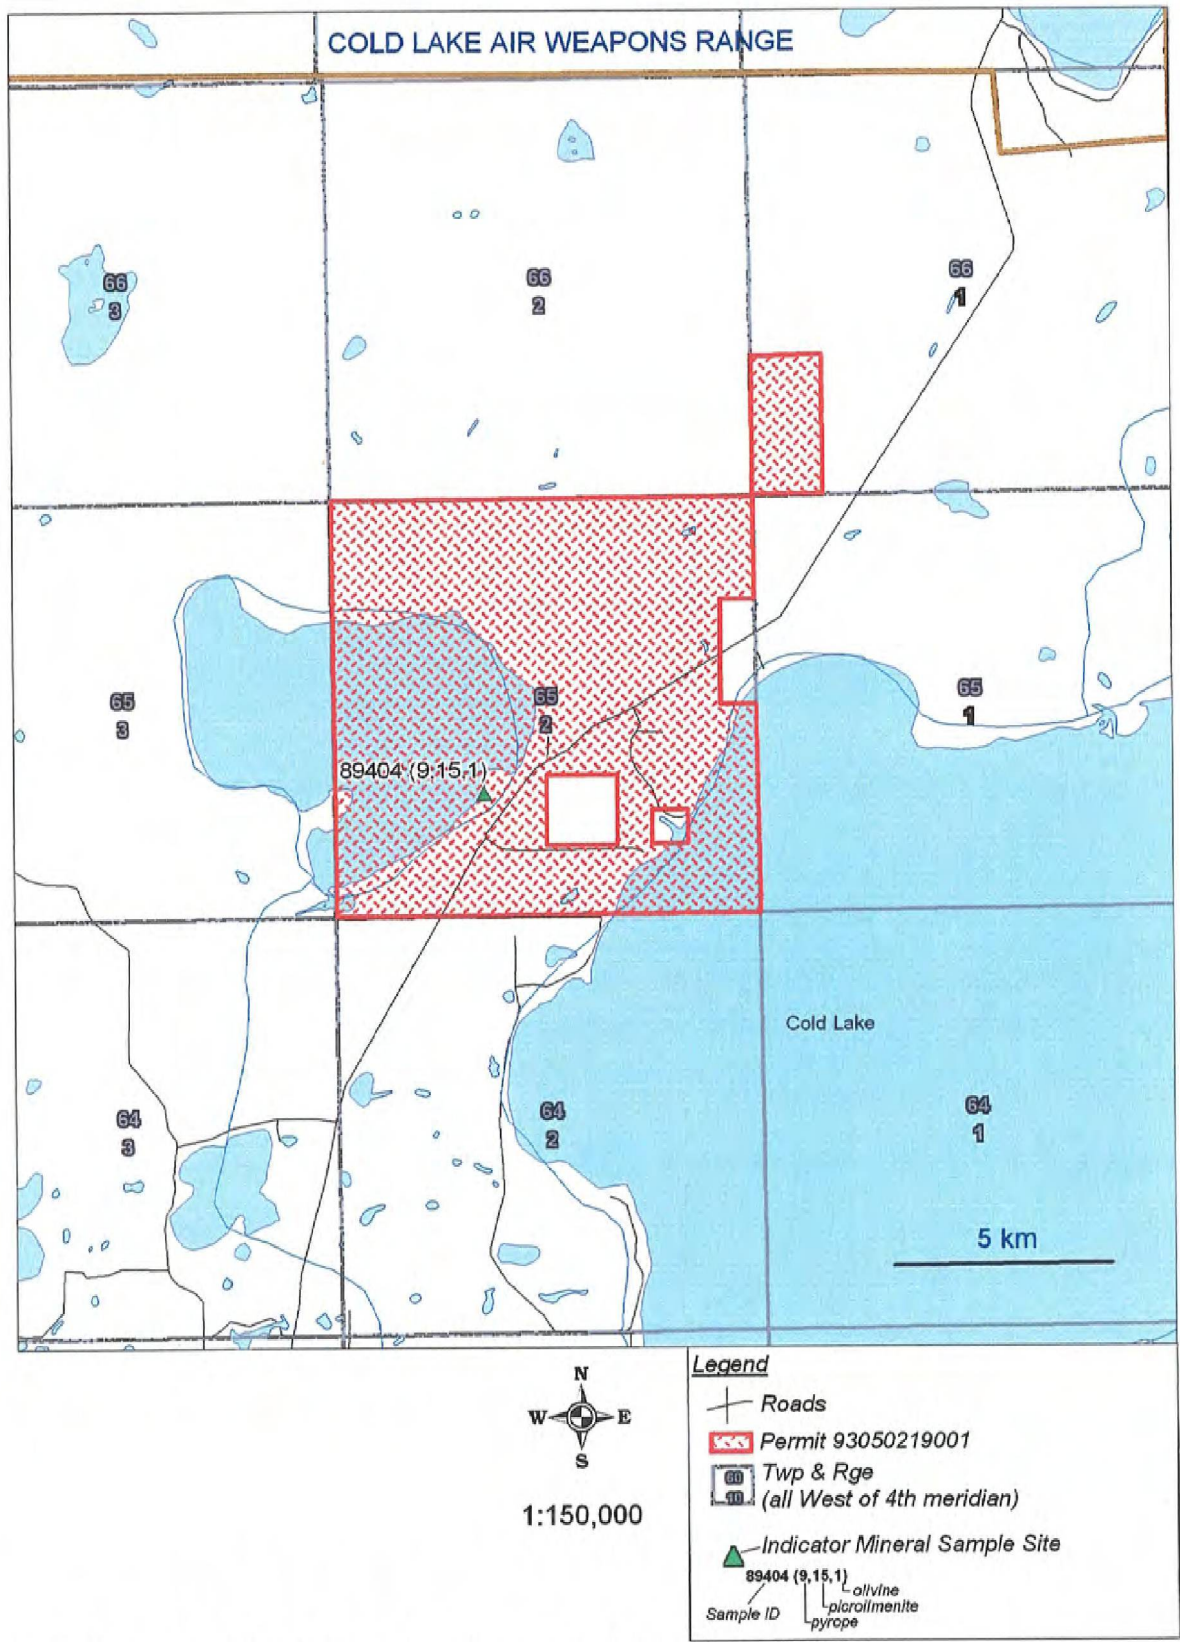 COLD LAKE AIR WEAPONS RANGE
66
3
66
2
66
1
65
3
65
2
65
1
89404 (9,15,1)
Cold Lake
64
3
64
2
64
1
5 km
N
W E
S
1:150,000
Legend
Roads
Permit 93050219001
60
10
Twp & Rge
(all West of 4th meridian)
Indicator Mineral Sample Site
89404 (9,15,1)
olivine
picroilmenite
Sample ID
pyrope